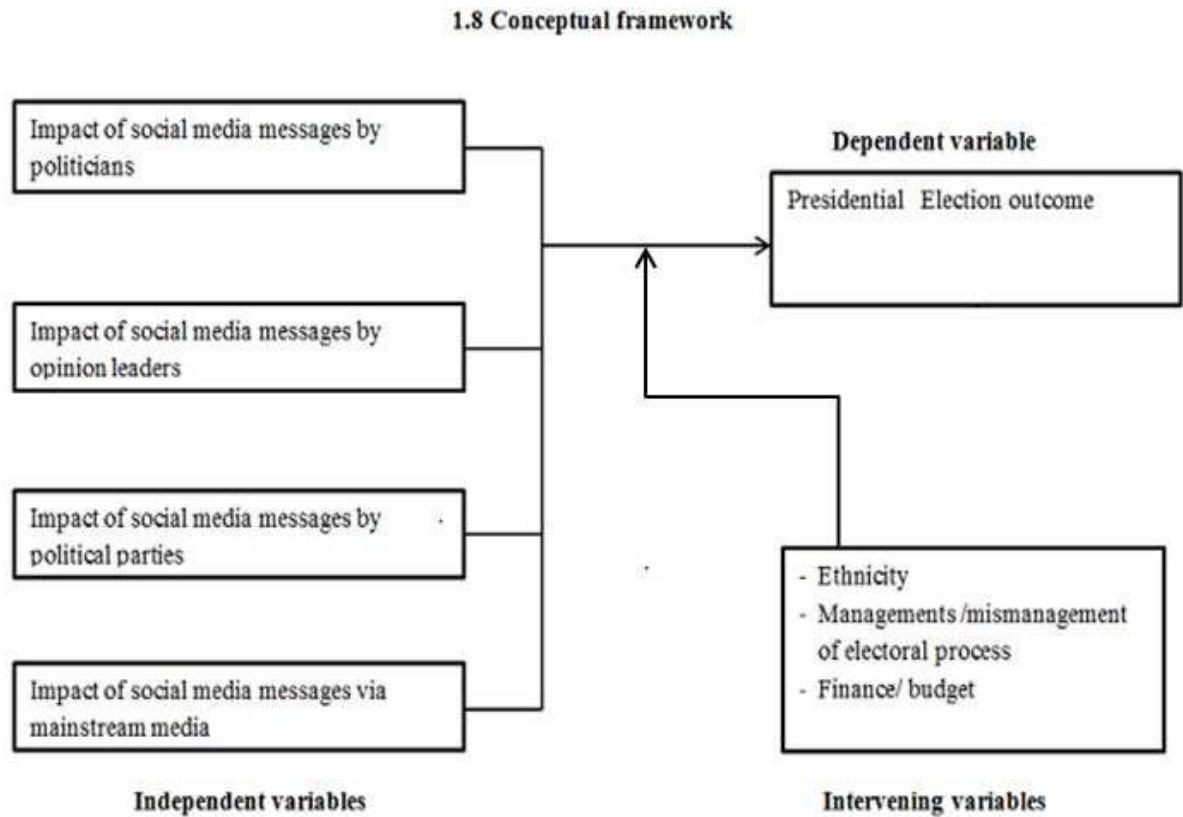 1.8 Conceptual framework
Impact of social media messages by
politicians
Impact of social media messages by
opinion leaders
Impact of social media messages by
political parties
Impact of social media messages via
mainstream media
Independent variables
Dependent variable
Presidential Election outcome
- Ethnicity
- Managements /mismanagement
of electoral process
- Finance/ budget
Intervening variables